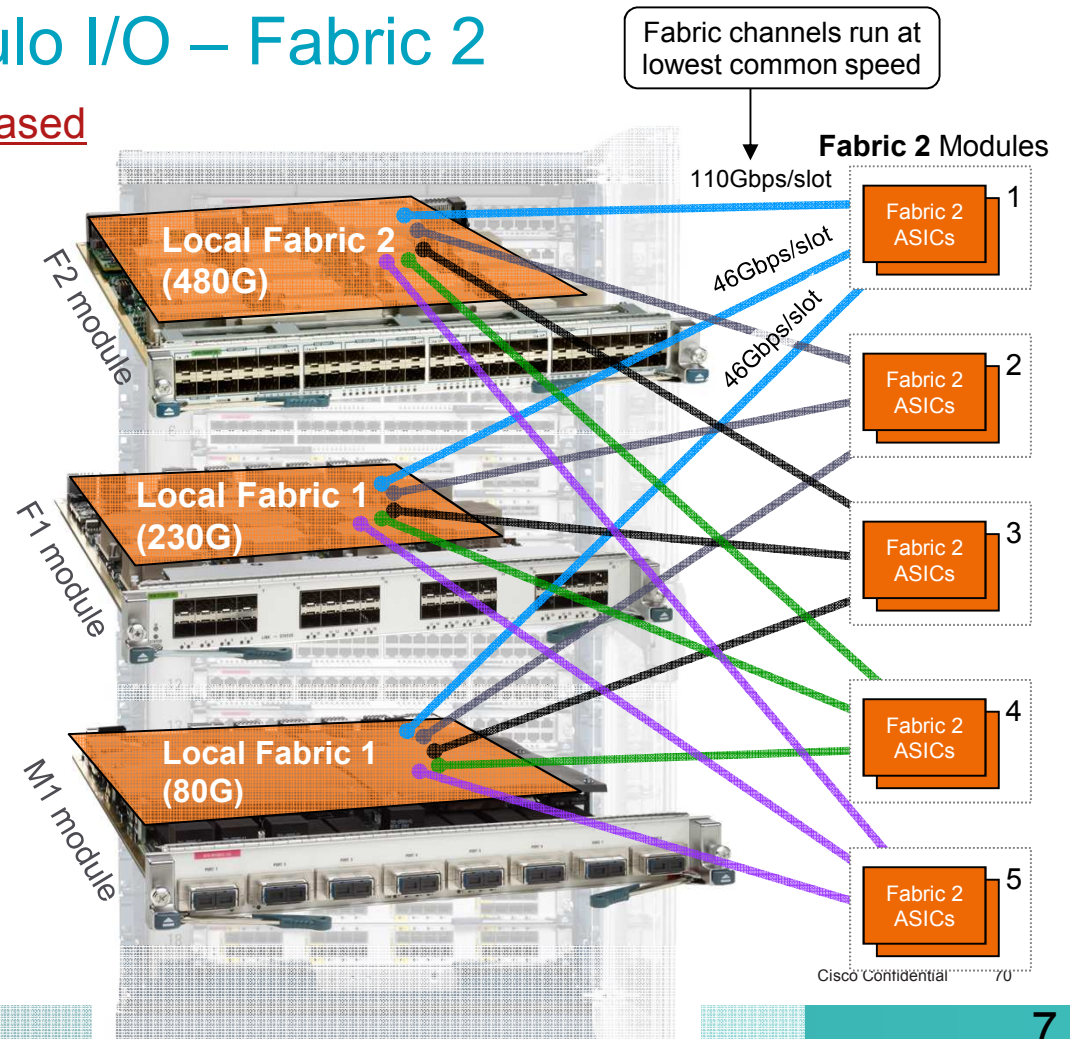 ulo I/O – Fabric 2
ased
Fabric channels run at
lowest common speed
Fabric 2 Modules
110Gbps/slot
46Gbps/slot
46Gbps/slot
Local Fabric 2
(480G)
F2 module
Local Fabric 1
(230G)
F1 module
Local Fabric 1
(80G)
M1 module
Fabric 2
ASICs
1
Fabric 2
ASICs
2
Fabric 2
ASICs
3
Fabric 2
ASICs
4
Fabric 2
ASICs
5
Cisco Confidential 70
7